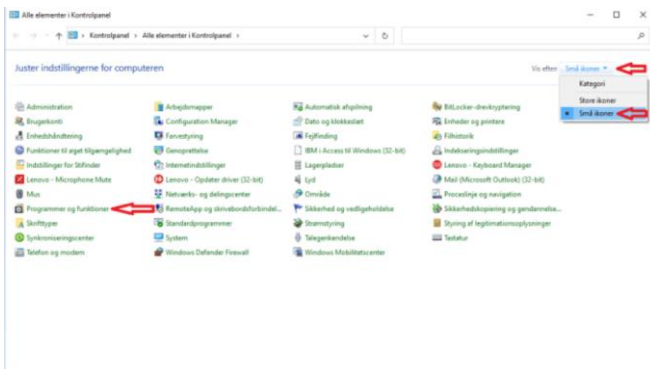 Alle elementer i Kontrolpanel
Kontrolpanel › Alle elementer i Kontrolpanel ›
Juster indstillingerne for computeren
Vis efter: Små ikoner
Kategori
Store ikoner
Små ikoner
Administration
Arbejdsmapper
Automatisk afspilning
BitLocker-drevkryptering
Brugerkonti
Configuration Manager
Dato og klokkeslæt
Enheder og printere
Enhedshåndtering
Farvestyring
Fejlfinding
Filhistorik
Funktioner til øget tilgængelighed
Genoprettelse
IBM i Access til Windows (32-bit)
Indekseringsindstillinger
Indstillinger for Stifinder
Internetindstillinger
Lagerpladser
Lenovo - Keyboard Manager
Lenovo - Microphone Mute
Lenovo - Opdater driver (32-bit)
Lyd
Mail (Microsoft Outlook) (32-bit)
Mus
Netværks- og delingscenter
Område
Proceslinje og navigation
Programmer og funktioner
RemoteApp og skrivebordsforbindel...
Sikkerhed og vedligeholdelse
Sikkerhedskopiering og gendannelse...
Skrifttyper
Standardprogrammer
Strømstyring
Styring af legitimationsoplysninger
Synkroniseringscenter
System
Talegenkendelse
Tastatur
Telefon og modem
Windows Defender Firewall
Windows Mobilitetscenter